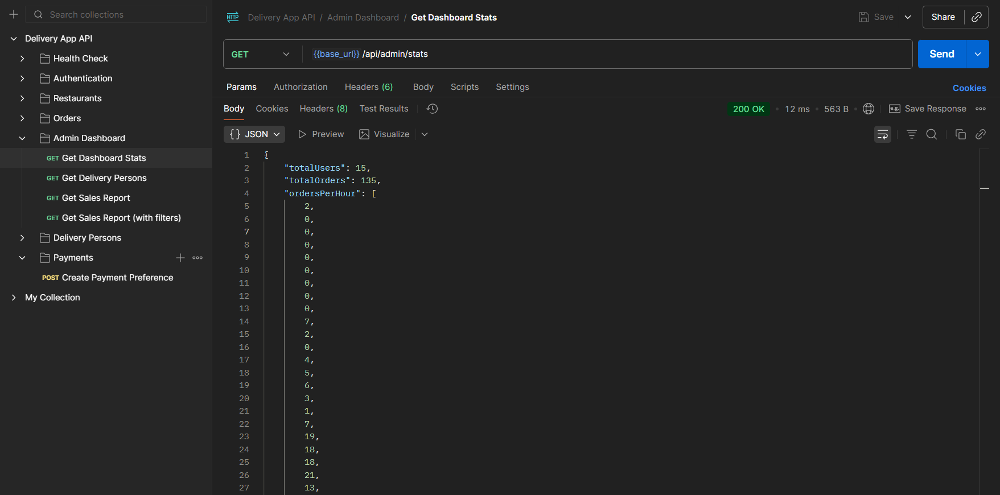 Search collections
Delivery App API
Health Check
Authentication
Restaurants
Orders
Admin Dashboard
GET Get Dashboard Stats
GET Get Delivery Persons
GET Get Sales Report
GET Get Sales Report (with filters)
Delivery Persons
Payments
POST Create Payment Preference
My Collection
HTTP Delivery App API / Admin Dashboard / Get Dashboard Stats
Save
Share
GET {{base_url}} /api/admin/stats
Send
Params Authorization Headers (6) Body Scripts Settings
Cookies
Body Cookies Headers (8) Test Results
200 OK • 12 ms • 563 B • e.g. Save Response
{} JSON Preview Visualize
1 {
2 "totalUsers": 15,
3 "totalOrders": 135,
4 "ordersPerHour": [
5 2,
6 0,
7 0,
8 0,
9 0,
10 0,
11 0,
12 0,
13 0,
14 7,
15 2,
16 0,
17 4,
18 5,
19 6,
20 3,
21 1,
22 7,
23 19,
24 18,
25 18,
26 21,
27 13,